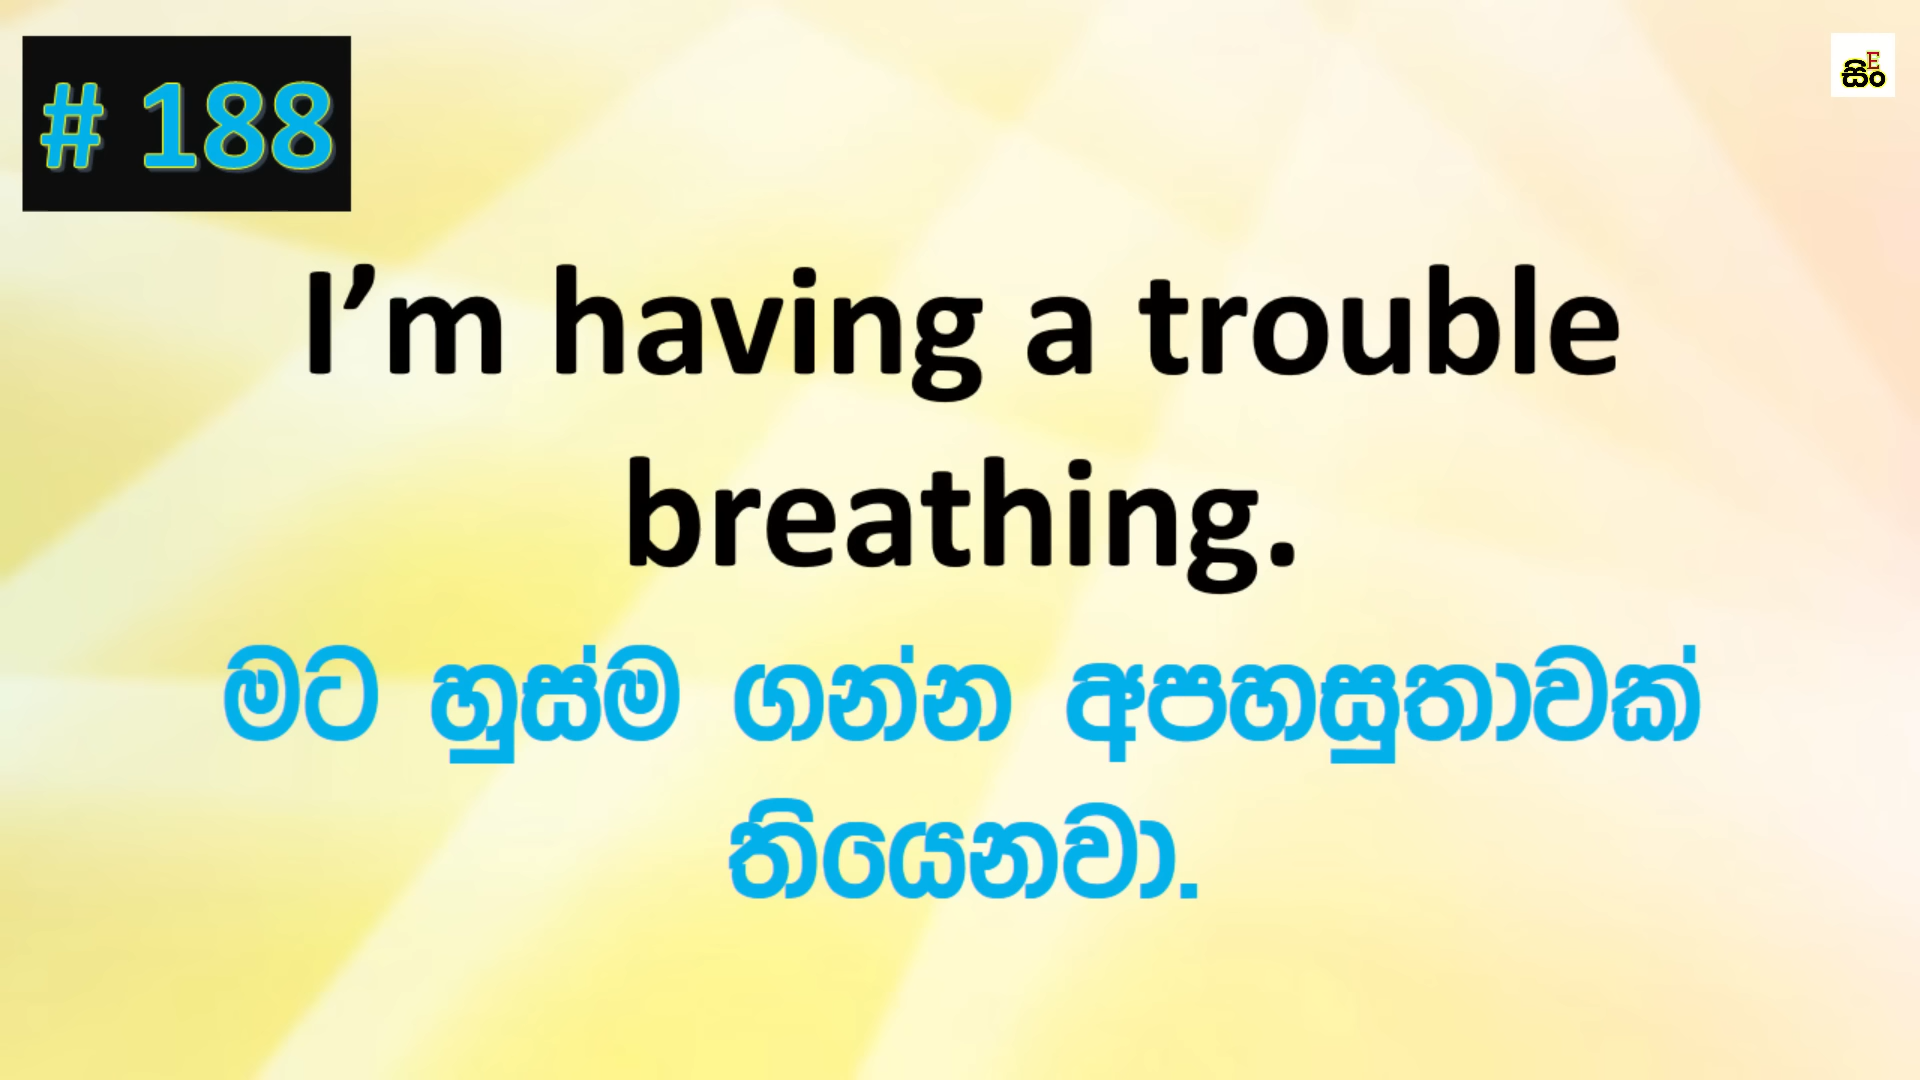 # 188
සිං
E
I’m having a trouble
breathing.
මට හුස්ම ගන්න අපහසුතාවක්
තියෙනවා.